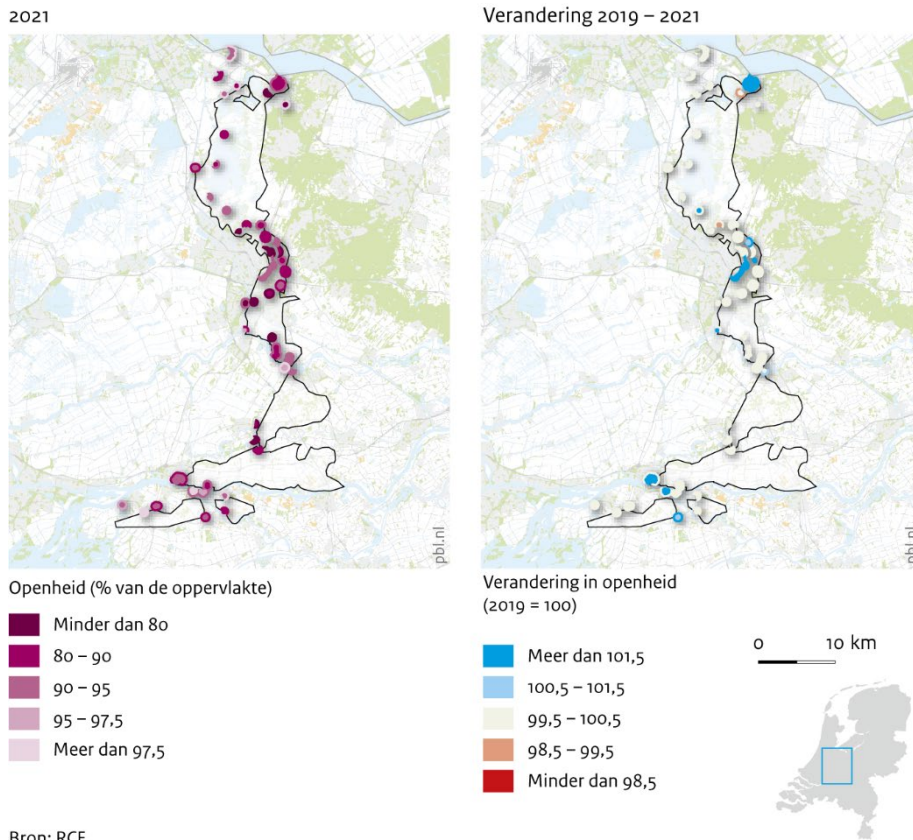 2021
pbl.nl
Openheid (% van de oppervlakte)
Minder dan 80
80 – 90
90 – 95
95 – 97,5
Meer dan 97,5
Verandering 2019 – 2021
pbl.nl
Verandering in openheid
(2019 = 100)
Meer dan 101,5
100,5 – 101,5
99,5 – 100,5
98,5 – 99,5
Minder dan 98,5
0 10 km
Bron: RCE